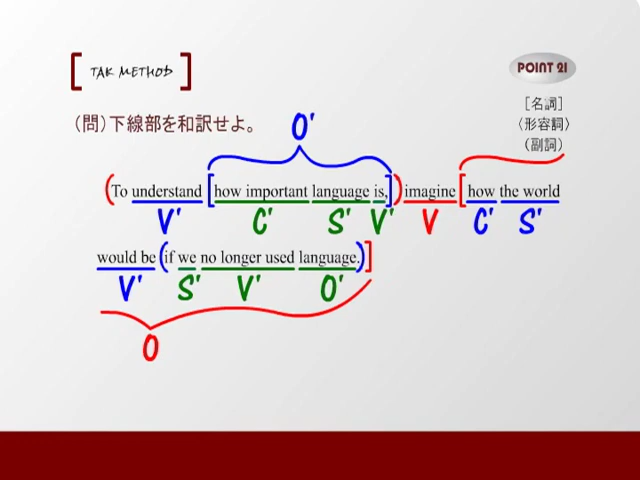 [ TAK METHOD ]
POINT 21
[名詞]
〈形容詞〉
(副詞)
(問)下線部を和訳せよ。
O'
(To understand [how important language is,]) imagine [how the world
V' C' S' V' V C' S'
would be (if we no longer used language.)]
V' S' V' O'
O